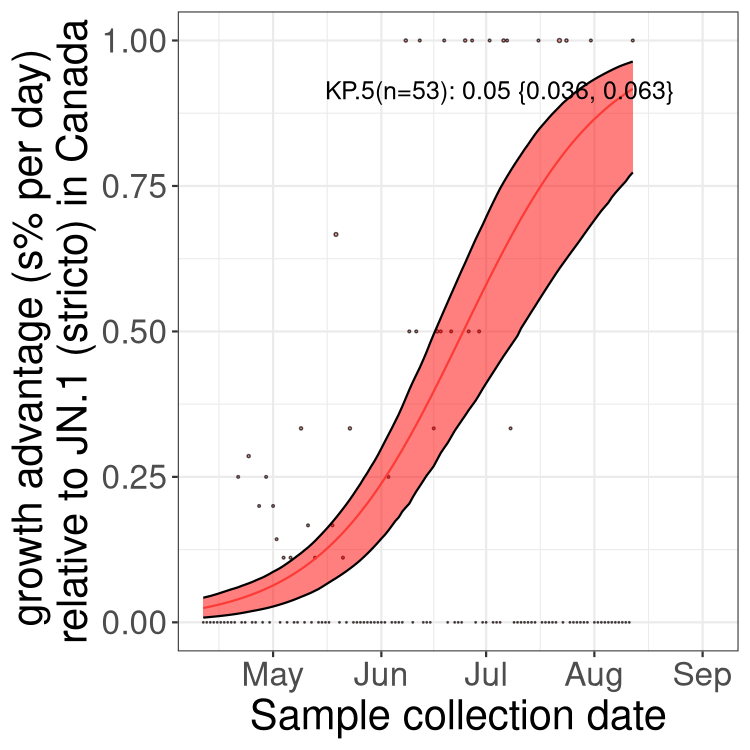 growth advantage (s% per day)
relative to JN.1 (stricto) in Canada
1.00
0.75
0.50
0.25
0.00
KP.5(n=53): 0.05 {0.036, 0.063}
May Jun Jul Aug Sep
Sample collection date